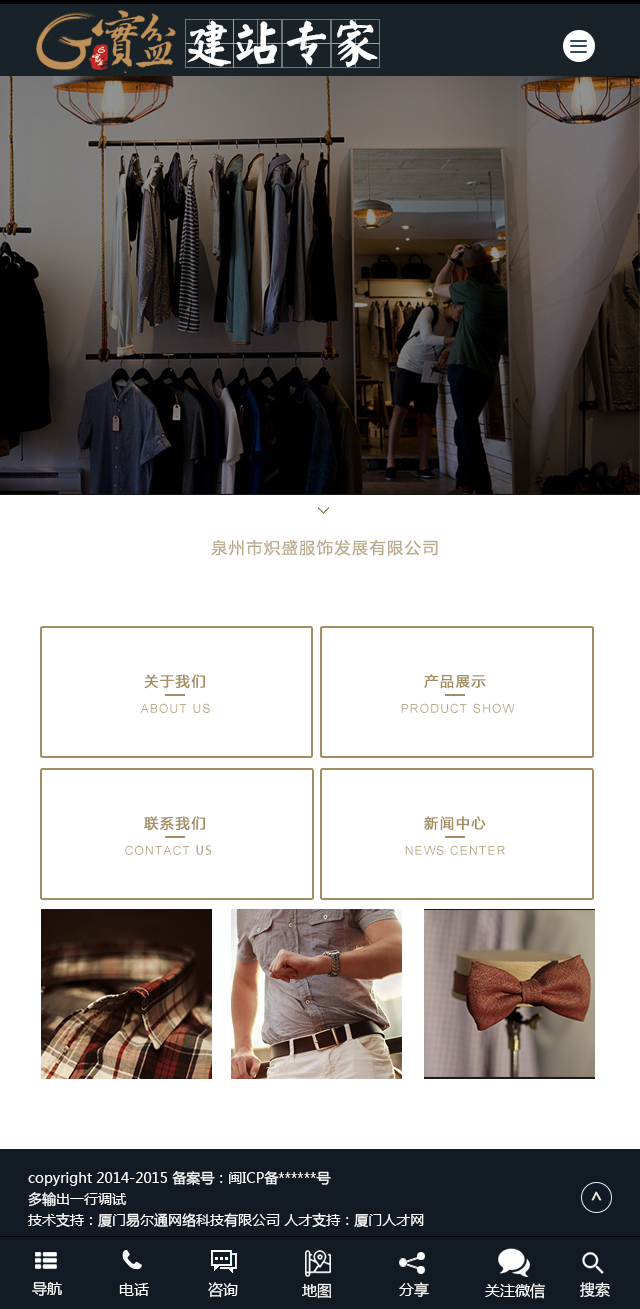 G寶盆 建站专家
泉州市炽盛服饰发展有限公司
关于我们
ABOUT US
产品展示
PRODUCT SHOW
联系我们
CONTACT US
新闻中心
NEWS CENTER
copyright 2014-2015 备案号：闽ICP备******号
多输出一行调试
技术支持：厦门易尔通网络科技有限公司 人才支持：厦门人才网
导航 电话 咨询 地图 分享 关注微信 搜索